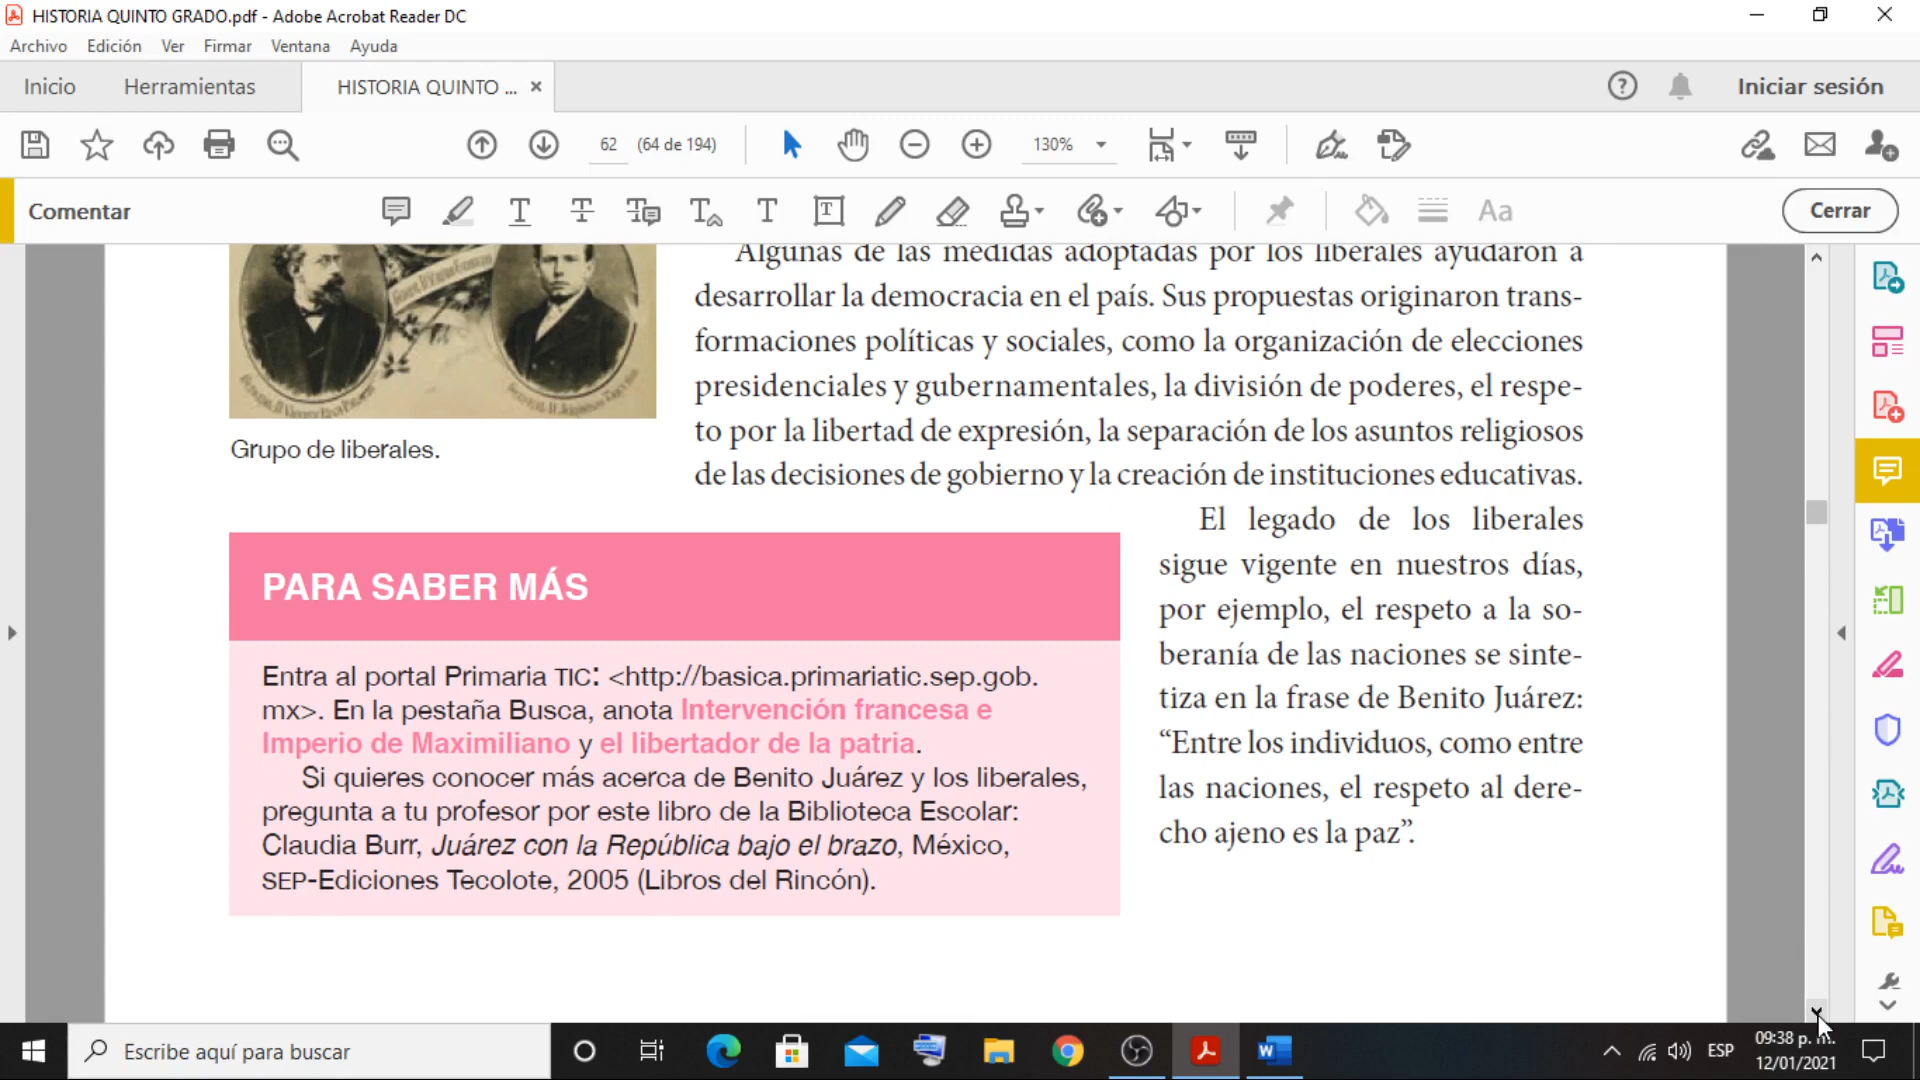 HISTORIA QUINTO GRADO.pdf - Adobe Acrobat Reader DC
Archivo Edición Ver Firmar Ventana Ayuda
Inicio Herramientas HISTORIA QUINTO ... Iniciar sesión
62 (64 de 194) 130%
Comentar Aa Cerrar
Algunas de las medidas adoptadas por los liberales ayudaron a
desarrollar la democracia en el país. Sus propuestas originaron trans-
formaciones políticas y sociales, como la organización de elecciones
presidenciales y gubernamentales, la división de poderes, el respe-
to por la libertad de expresión, la separación de los asuntos religiosos
de las decisiones de gobierno y la creación de instituciones educativas.
Grupo de liberales.
El legado de los liberales
sigue vigente en nuestros días,
por ejemplo, el respeto a la so-
beranía de las naciones se sinte-
tiza en la frase de Benito Juárez:
“Entre los individuos, como entre
las naciones, el respeto al dere-
cho ajeno es la paz”.
PARA SABER MÁS
Entra al portal Primaria TIC: <http://basica.primariatic.sep.gob.
mx>. En la pestaña Busca, anota Intervención francesa e
Imperio de Maximiliano y el libertador de la patria.
Si quieres conocer más acerca de Benito Juárez y los liberales,
pregunta a tu profesor por este libro de la Biblioteca Escolar:
Claudia Burr, Juárez con la República bajo el brazo, México,
SEP-Ediciones Tecolote, 2005 (Libros del Rincón).
Escribe aquí para buscar
ESP
09:38 p. m.
12/01/2021